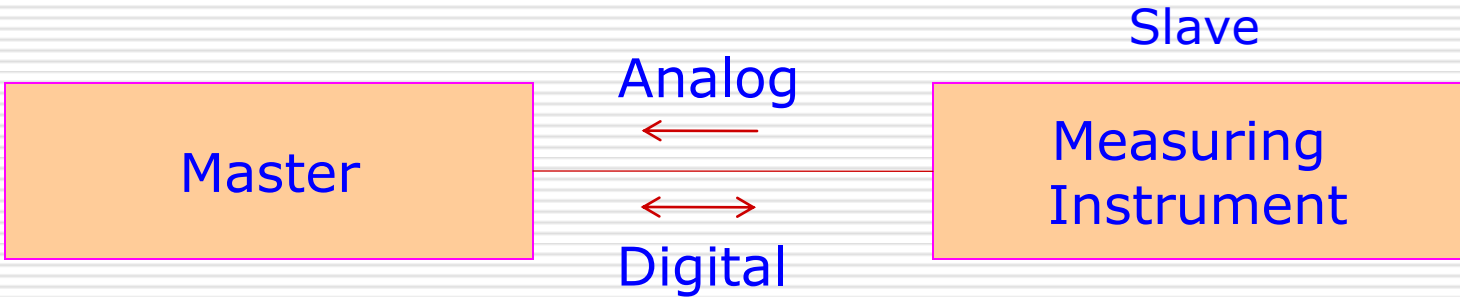 Slave
Analog
Master
Measuring
Instrument
Digital